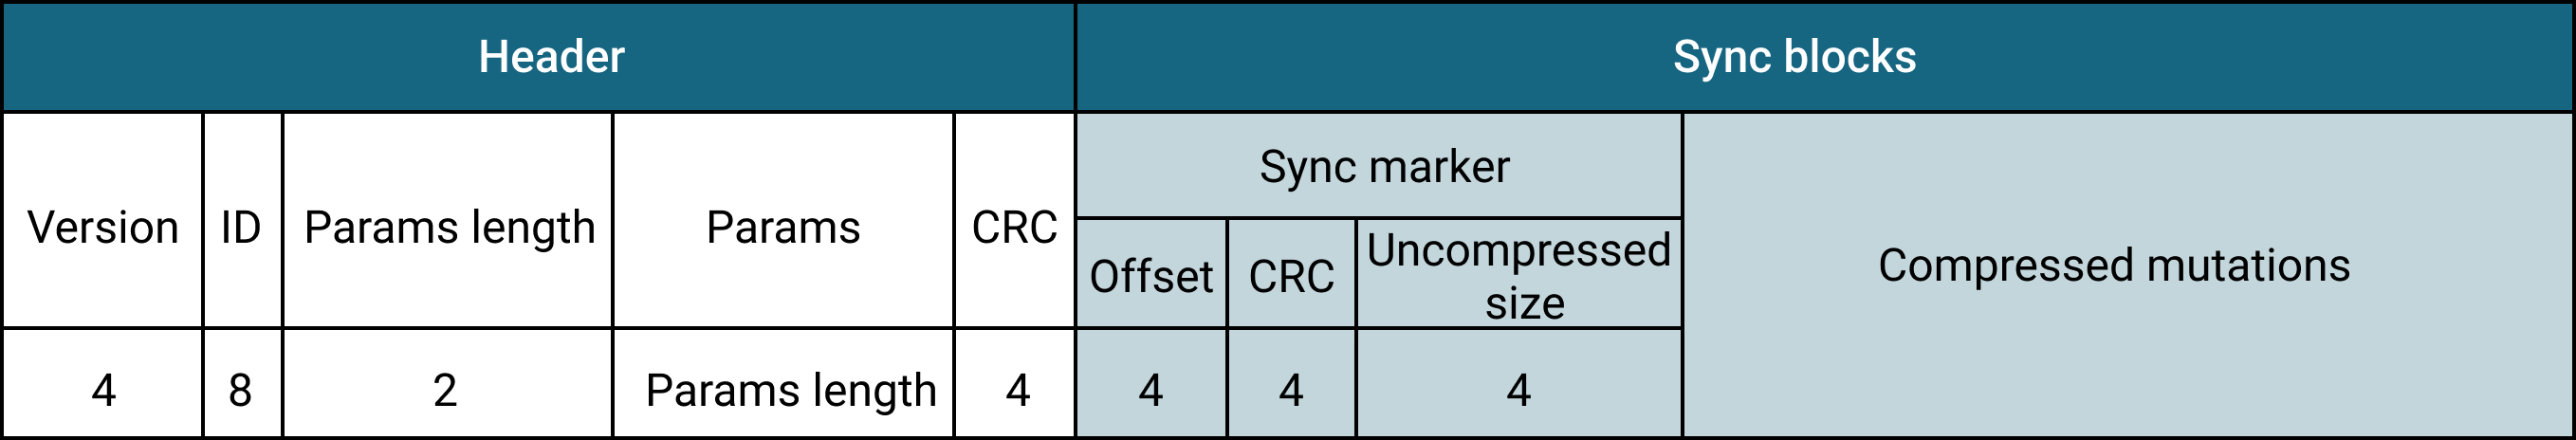 Header
Sync blocks
Version
ID
Params length
Params
CRC
Sync marker
Offset
CRC
Uncompressed
size
Compressed mutations
4
8
2
Params length
4
4
4
4